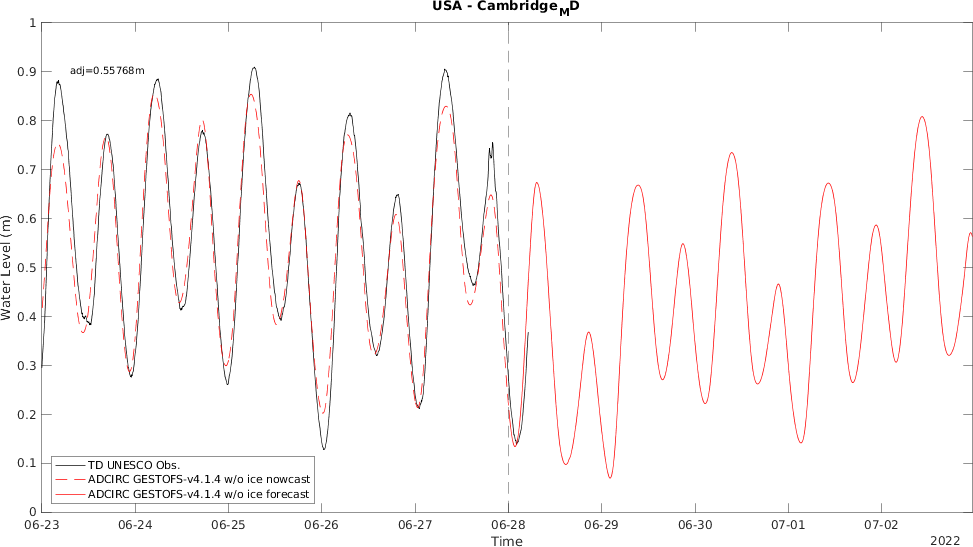 USA - Cambridge_MD
1
0.9
0.8
0.7
0.6
0.5
0.4
0.3
0.2
0.1
0
Water Level (m)
adj=0.55768m
TD UNESCO Obs.
ADCIRC GESTOFS-v4.1.4 w/o ice nowcast
ADCIRC GESTOFS-v4.1.4 w/o ice forecast
06-23 06-24 06-25 06-26 06-27 06-28 06-29 06-30 07-01 07-02
Time
2022